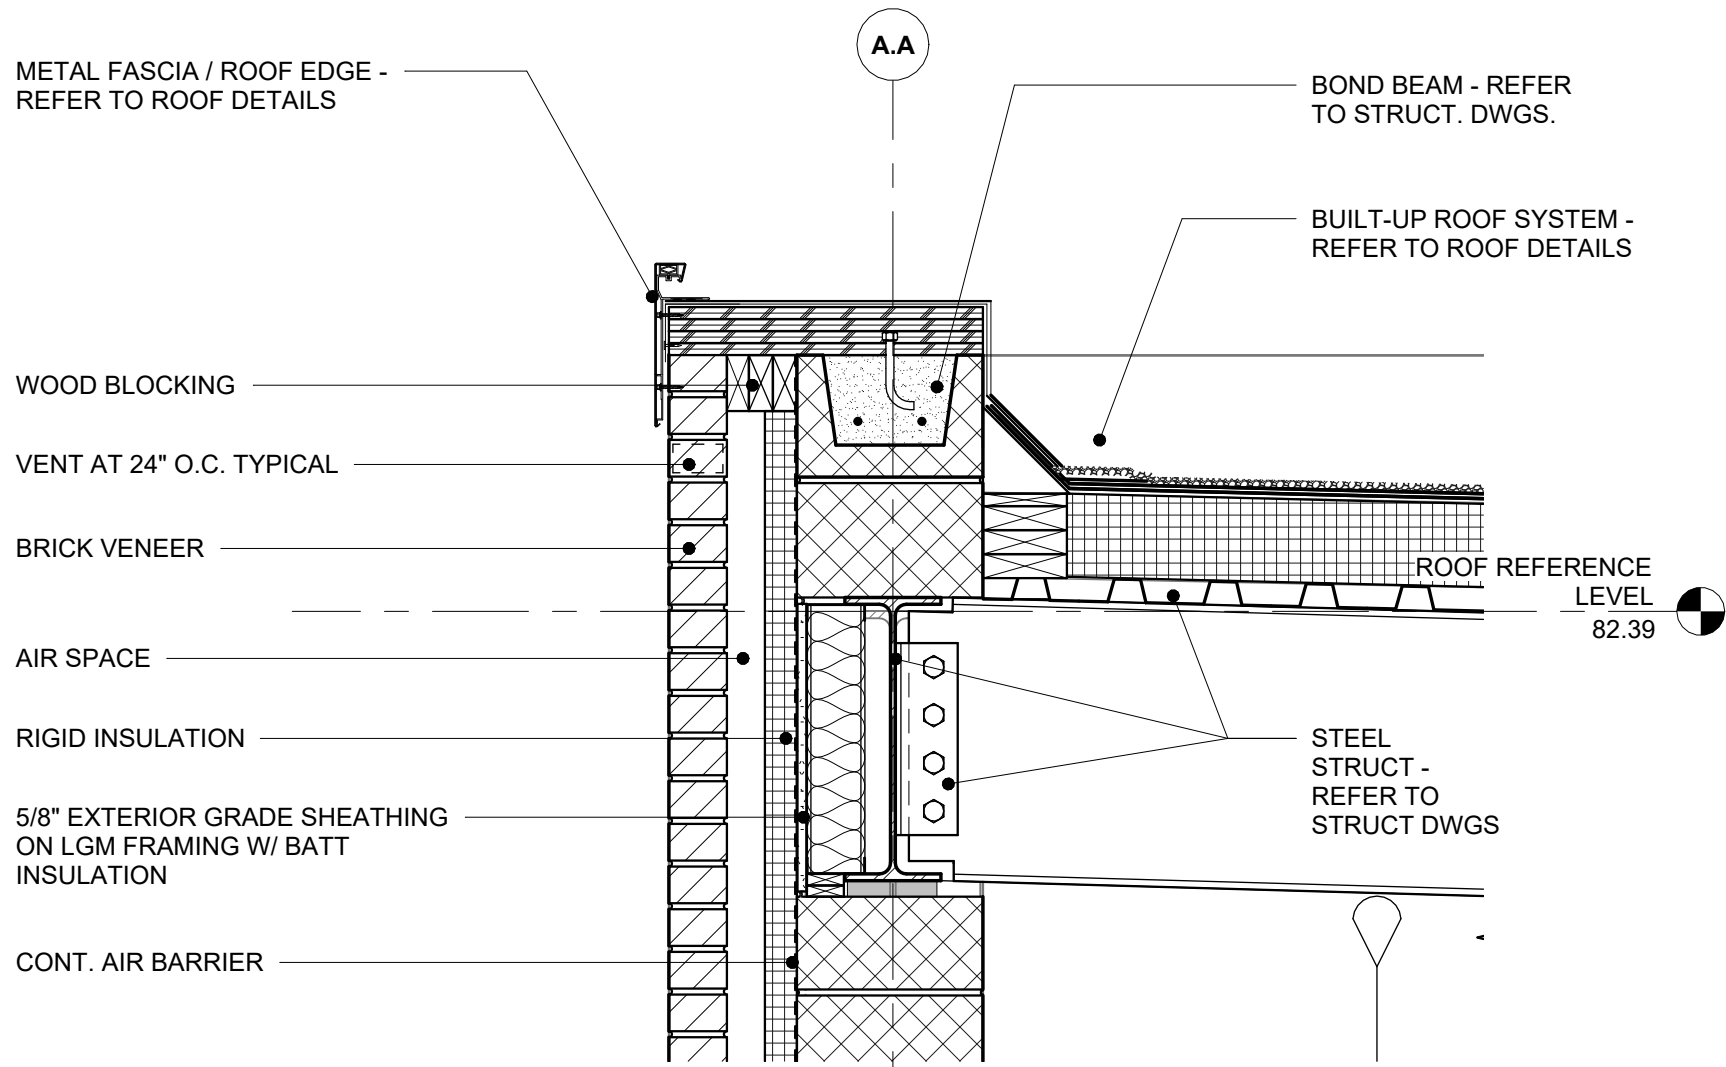 A.A
METAL FASCIA / ROOF EDGE -
REFER TO ROOF DETAILS
BOND BEAM - REFER
TO STRUCT. DWGS.
BUILT-UP ROOF SYSTEM -
REFER TO ROOF DETAILS
WOOD BLOCKING
VENT AT 24" O.C. TYPICAL
BRICK VENEER
ROOF REFERENCE
LEVEL
82.39
AIR SPACE
RIGID INSULATION
STEEL
STRUCT -
REFER TO
STRUCT DWGS
5/8" EXTERIOR GRADE SHEATHING
ON LGM FRAMING W/ BATT
INSULATION
CONT. AIR BARRIER